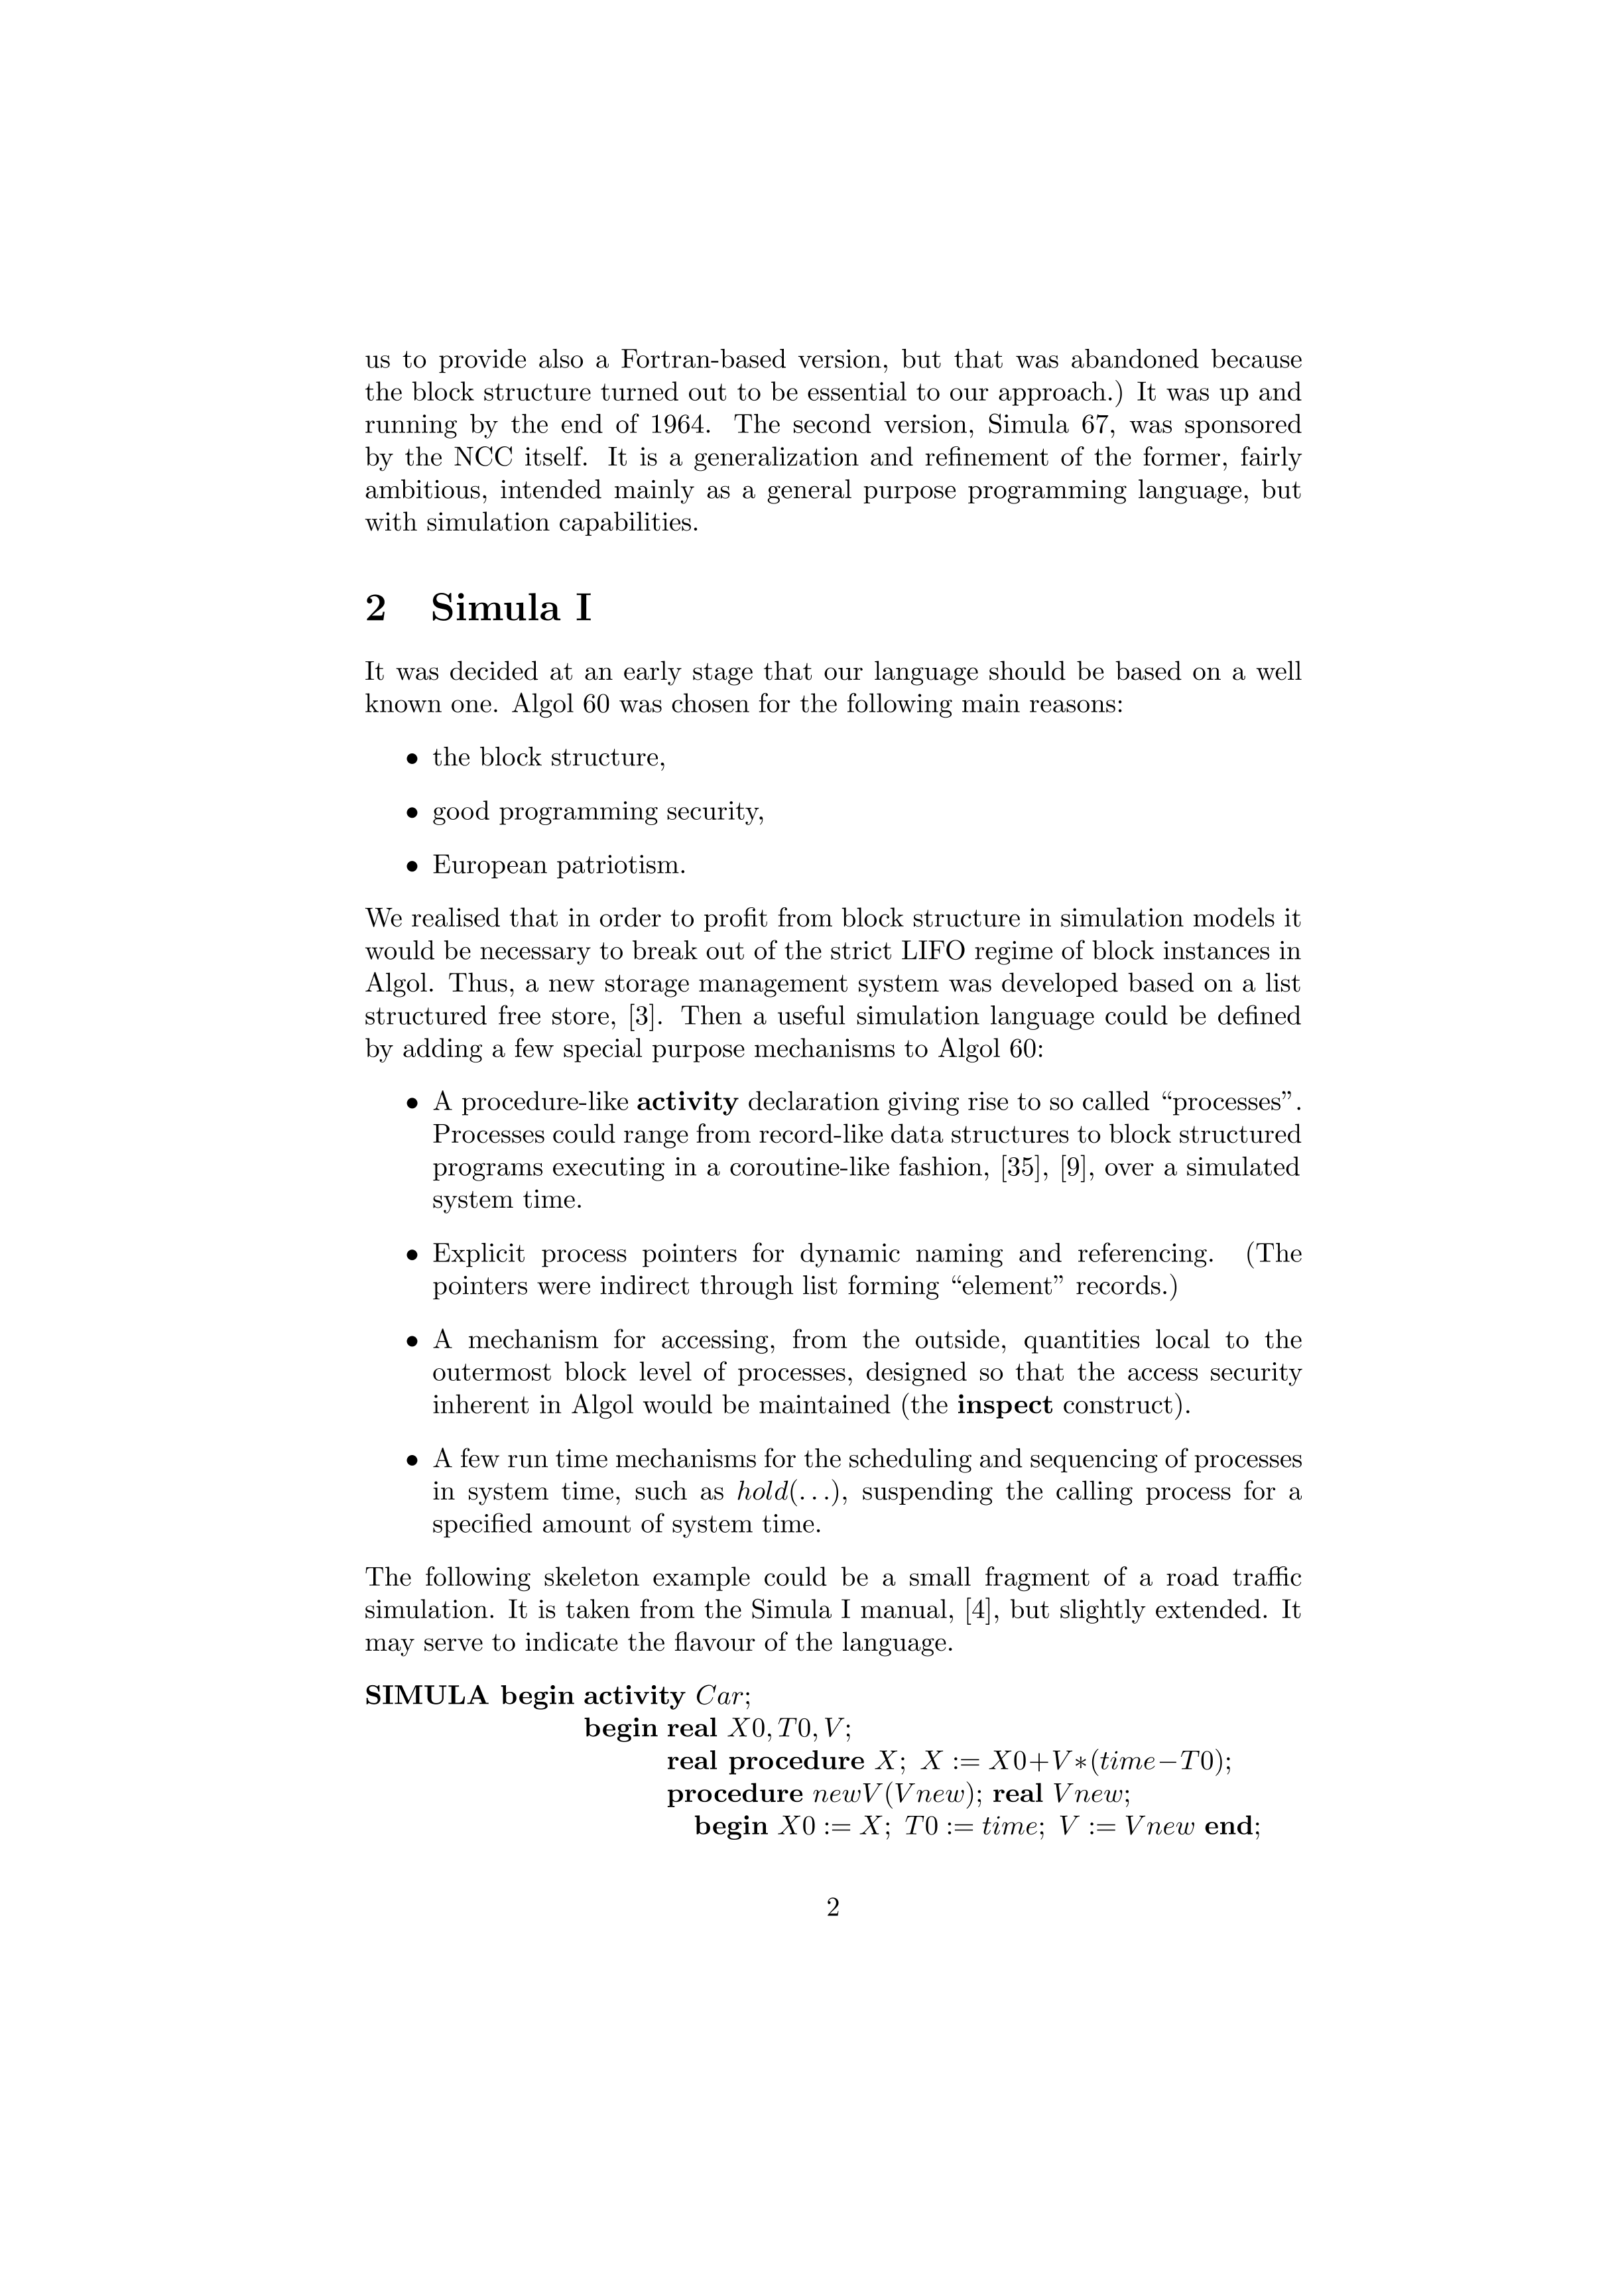 us to provide also a Fortran-based version, but that was abandoned because
the block structure turned out to be essential to our approach.) It was up and
running by the end of 1964. The second version, Simula 67, was sponsored
by the NCC itself. It is a generalization and refinement of the former, fairly
ambitious, intended mainly as a general purpose programming language, but
with simulation capabilities.
2 Simula I
It was decided at an early stage that our language should be based on a well
known one. Algol 60 was chosen for the following main reasons:
• the block structure,
• good programming security,
• European patriotism.
We realised that in order to profit from block structure in simulation models it
would be necessary to break out of the strict LIFO regime of block instances in
Algol. Thus, a new storage management system was developed based on a list
structured free store, [3]. Then a useful simulation language could be defined
by adding a few special purpose mechanisms to Algol 60:
• A procedure-like activity declaration giving rise to so called “processes”.
Processes could range from record-like data structures to block structured
programs executing in a coroutine-like fashion, [35], [9], over a simulated
system time.
• Explicit process pointers for dynamic naming and referencing. (The
pointers were indirect through list forming “element” records.)
• A mechanism for accessing, from the outside, quantities local to the
outermost block level of processes, designed so that the access security
inherent in Algol would be maintained (the inspect construct).
• A few run time mechanisms for the scheduling and sequencing of processes
in system time, such as hold(...), suspending the calling process for a
specified amount of system time.
The following skeleton example could be a small fragment of a road traffic
simulation. It is taken from the Simula I manual, [4], but slightly extended. It
may serve to indicate the flavour of the language.
SIMULA begin activity Car;
begin real X0, T0, V;
real procedure X; X := X0+V*(time−T0);
procedure newV(Vnew); real Vnew;
begin X0 := X; T0 := time; V := Vnew end;
2